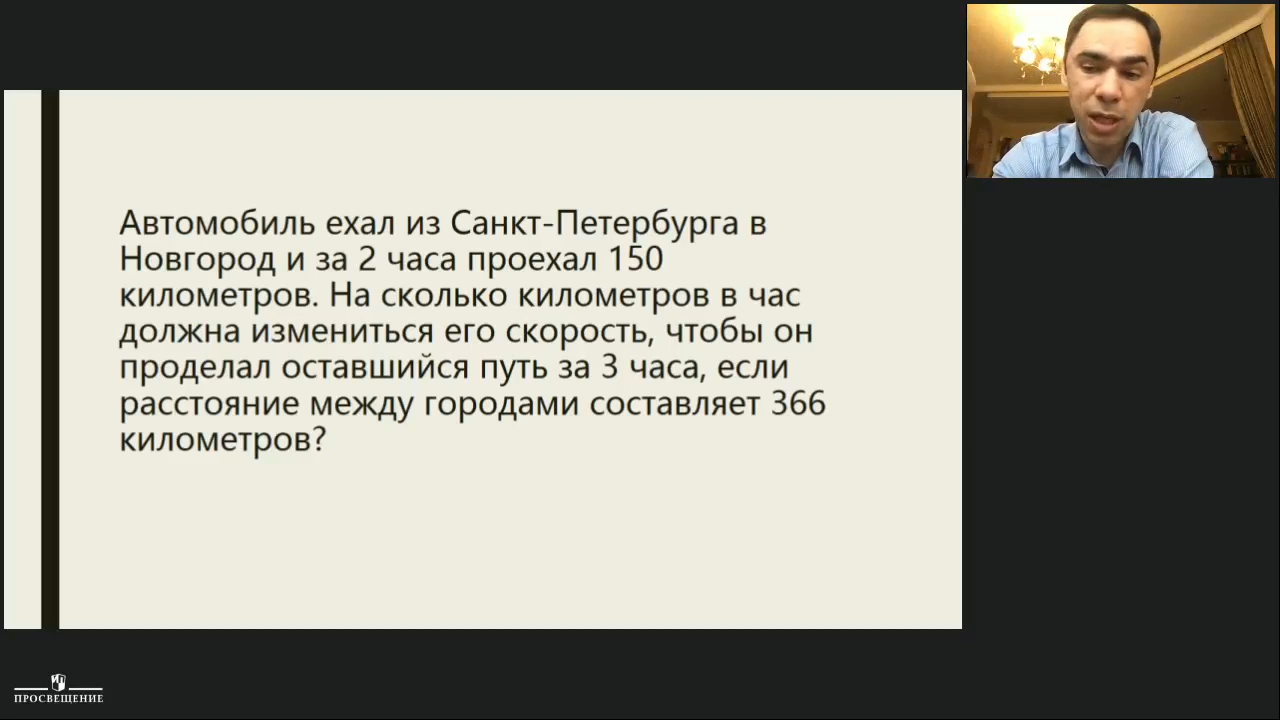 Автомобиль ехал из Санкт-Петербурга в
Новгород и за 2 часа проехал 150
километров. На сколько километров в час
должна измениться его скорость, чтобы он
проделал оставшийся путь за 3 часа, если
расстояние между городами составляет 366
километров?
ПРОСВЕЩЕНИЕ